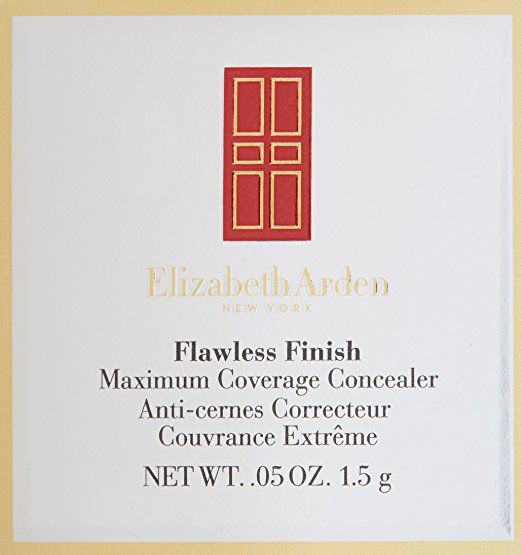 Elizabeth Arden
NEW YORK
Flawless Finish
Maximum Coverage Concealer
Anti-cernes Correcteur
Couvrance Extrême
NET WT. .05 OZ. 1.5 g